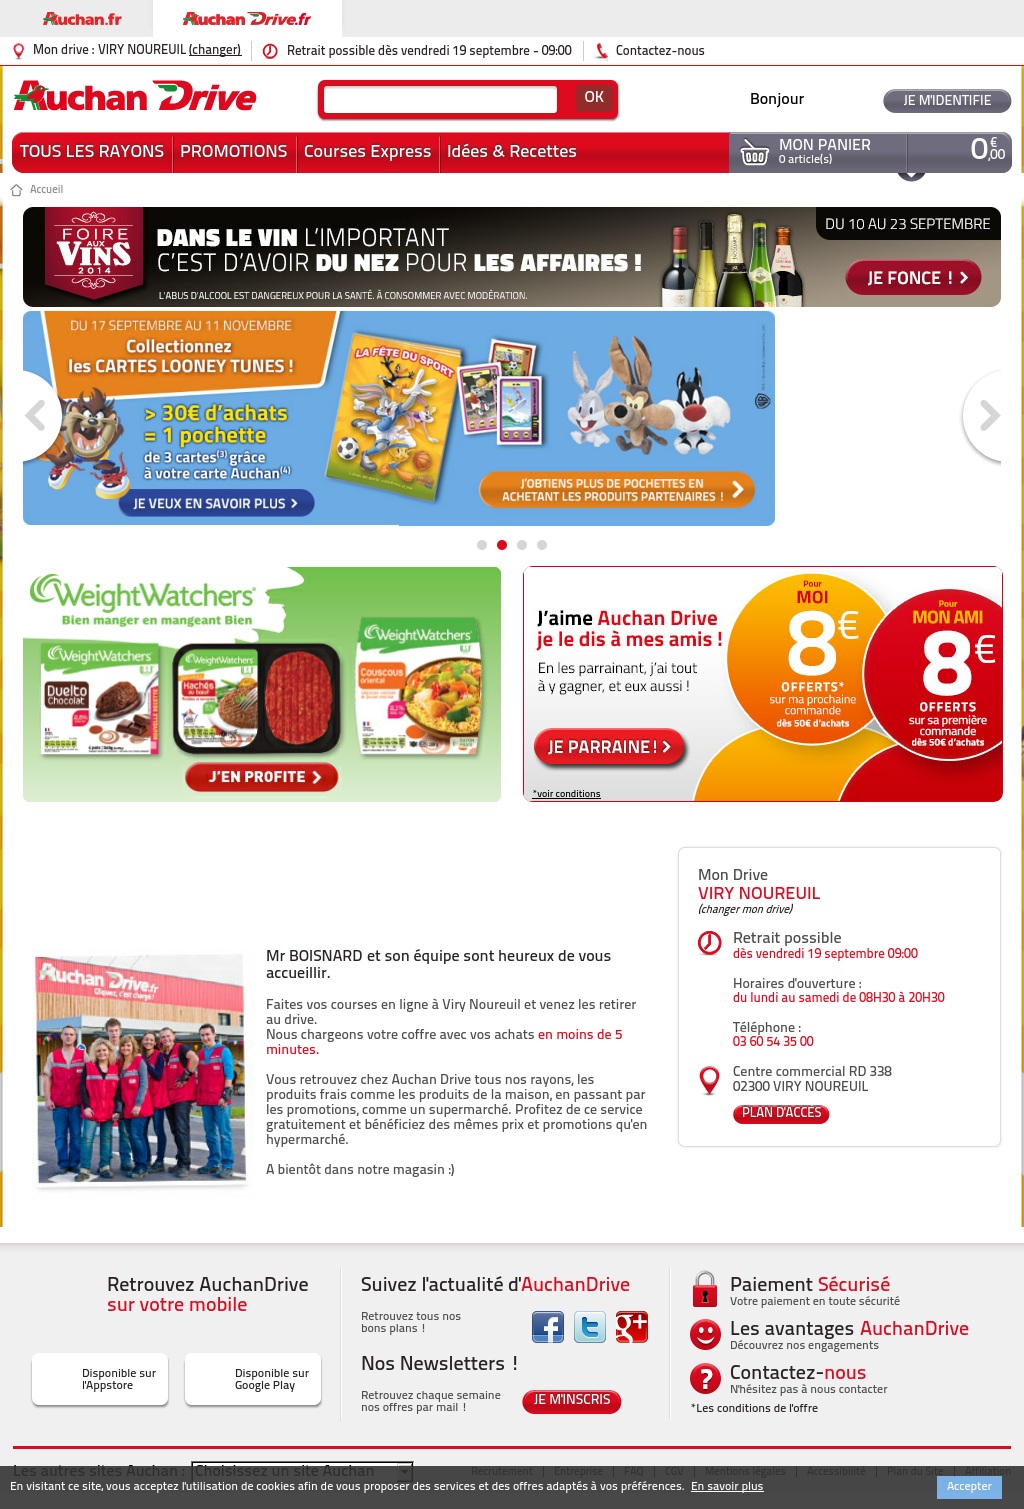 Auchan.fr
AuchanDrive.fr
Mon drive : VIRY NOUREUIL (changer)
Retrait possible dès vendredi 19 septembre - 09:00
Contactez-nous
Auchan Drive
OK
Bonjour
JE M'IDENTIFIE
TOUS LES RAYONS
PROMOTIONS
Courses Express
Idées & Recettes
MON PANIER
0 article(s)
0€,00
Accueil
FOIRE
AUX
VINS
2014
DANS LE VIN L'IMPORTANT
C'EST D'AVOIR DU NEZ POUR LES AFFAIRES !
L'ABUS D'ALCOOL EST DANGEREUX POUR LA SANTÉ. À CONSOMMER AVEC MODÉRATION.
DU 10 AU 23 SEPTEMBRE
JE FONCE !
DU 17 SEPTEMBRE AU 11 NOVEMBRE
Collectionnez
les CARTES LOONEY TUNES !
> 30€ d'achats
= 1 pochette
de 3 cartes(3) grâce
à votre carte Auchan(4)
JE VEUX EN SAVOIR PLUS
LA FÊTE DU SPORT
J'OBTIENS PLUS DE POCHETTES EN
ACHETANT LES PRODUITS PARTENAIRES !
WeightWatchers
Bien manger en mangeant Bien
WeightWatchers
Duelto
Chocolat
WeightWatchers
Hachés
au bœuf
WeightWatchers
Couscous
oriental
J'EN PROFITE
J'aime Auchan Drive
je le dis à mes amis !
En les parrainant, j'ai tout
à y gagner, et eux aussi !
JE PARRAINE !
*voir conditions
Pour
MOI
8€
OFFERTS*
sur ma prochaine
commande
dès 50€ d'achats
Pour
MON AMI
8€
OFFERTS
sur sa première
commande
dès 50€ d'achats
Mon Drive
VIRY NOUREUIL
(changer mon drive)
Retrait possible
dès vendredi 19 septembre 09:00
Horaires d'ouverture :
du lundi au samedi de 08H30 à 20H30
Téléphone :
03 60 54 35 00
Centre commercial RD 338
02300 VIRY NOUREUIL
PLAN D'ACCES
Auchan Drive.fr
Cliquez, c'est chargé !
Mr BOISNARD et son équipe sont heureux de vous
accueillir.
Faites vos courses en ligne à Viry Noureuil et venez les retirer
au drive.
Nous chargeons votre coffre avec vos achats en moins de 5
minutes.
Vous retrouvez chez Auchan Drive tous nos rayons, les
produits frais comme les produits de la maison, en passant par
les promotions, comme un supermarché. Profitez de ce service
gratuitement et bénéficiez des mêmes prix et promotions qu'en
hypermarché.
A bientôt dans notre magasin :)
Retrouvez AuchanDrive
sur votre mobile
Disponible sur
l'Appstore
Disponible sur
Google Play
Suivez l'actualité d'AuchanDrive
Retrouvez tous nos
bons plans !
Nos Newsletters !
Retrouvez chaque semaine
nos offres par mail !
JE M'INSCRIS
Paiement Sécurisé
Votre paiement en toute sécurité
Les avantages AuchanDrive
Découvrez nos engagements
Contactez-nous
N'hésitez pas à nous contacter
*Les conditions de l'offre
Les autres sites Auchan :
Choisissez un site Auchan
Recrutement | Entreprise | FAQ | CGV | Mentions légales | Accessibilité | Plan du Site | Affiliation
En visitant ce site, vous acceptez l'utilisation de cookies afin de vous proposer des services et des offres adaptés à vos préférences. En savoir plus
Accepter